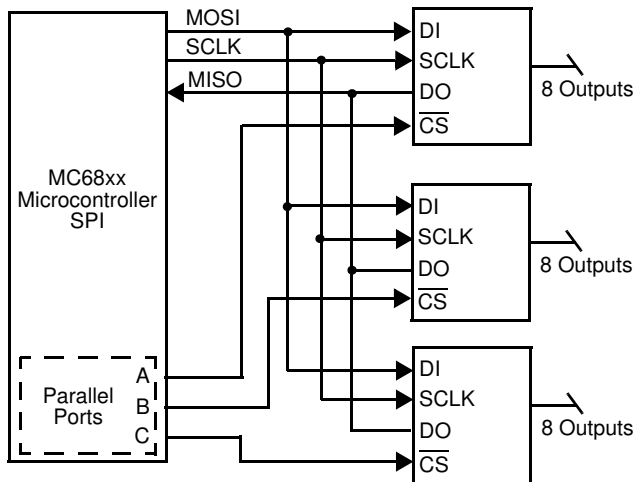 MOSI
SCLK
MISO
MC68xx
Microcontroller
SPI
Parallel
Ports
A
B
C
DI
SCLK
DO
CS
8 Outputs
DI
SCLK
DO
CS
8 Outputs
DI
SCLK
DO
CS
8 Outputs